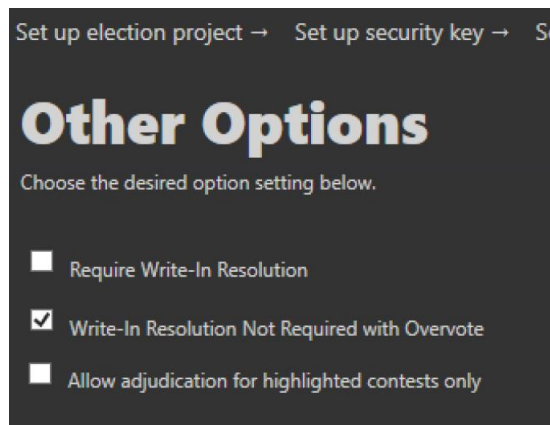 Set up election project → Set up security key →
Other Options
Choose the desired option setting below.
Require Write-In Resolution
Write-In Resolution Not Required with Overvote
Allow adjudication for highlighted contests only